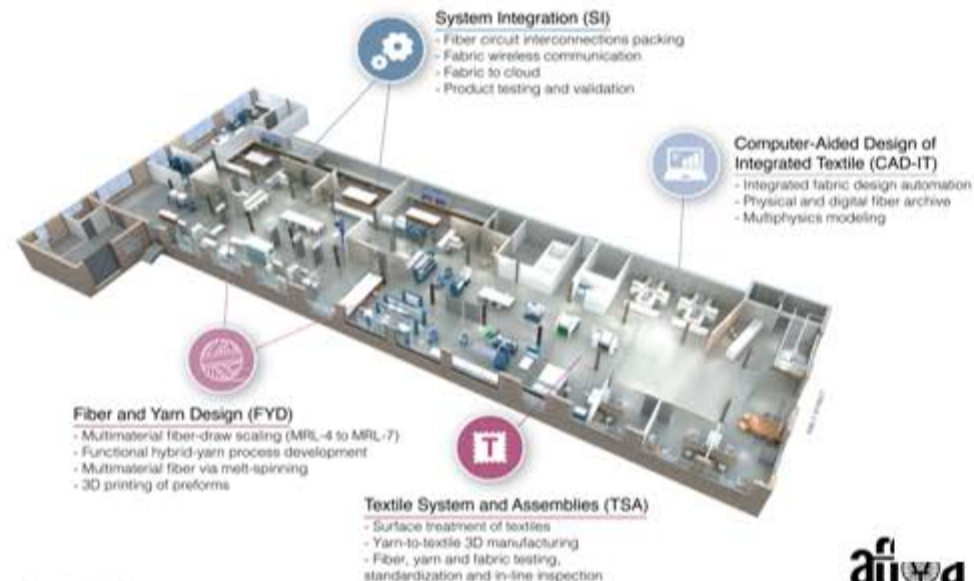 System Integration (SI)
- Fiber circuit interconnections packing
- Fabric wireless communication
- Fabric to cloud
- Product testing and validation
Computer-Aided Design of
Integrated Textile (CAD-IT)
- Integrated fabric design automation
- Physical and digital fiber archive
- Multiphysics modeling
Fiber and Yarn Design (FYD)
- Multimaterial fiber-draw scaling (MRL-4 to MRL-7)
- Functional hybrid-yarn process development
- Multimaterial fiber via melt-spinning
- 3D printing of preforms
T
Textile System and Assemblies (TSA)
- Surface treatment of textiles
- Yarn-to-textile 3D manufacturing
- Fiber, yarn and fabric testing,
standardization and in-line inspection